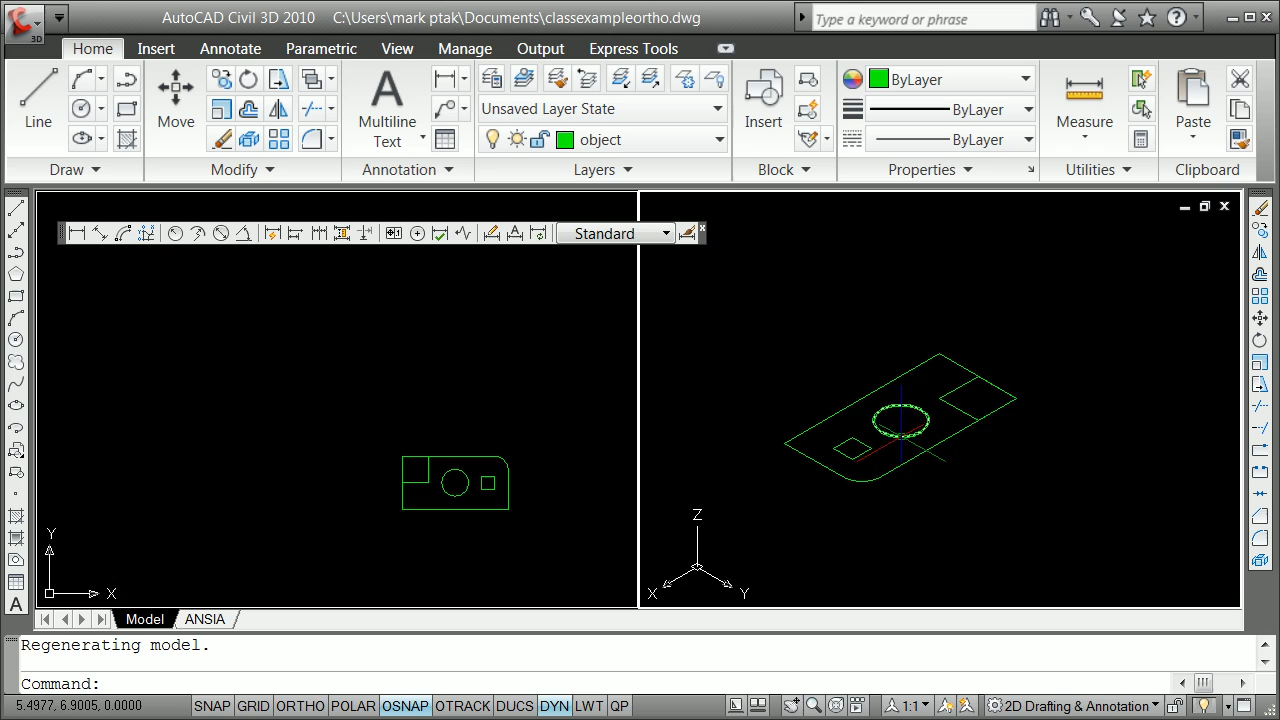 AutoCAD Civil 3D 2010 C:\Users\mark ptak\Documents\classexampleortho.dwg
Type a keyword or phrase
3D
Home Insert Annotate Parametric View Manage Output Express Tools
Line
Move
Multiline
Text
Unsaved Layer State
object
Insert
ByLayer
ByLayer
ByLayer
Measure
Paste
Draw Modify Annotation Layers Block Properties Utilities Clipboard
Standard
Y
X
Z
X
Y
Model ANSIA
Regenerating model.
Command:
5.4977, 6.9005, 0.0000 SNAP GRID ORTHO POLAR OSNAP OTRACK DUCS DYN LWT QP 1:1 2D Drafting & Annotation